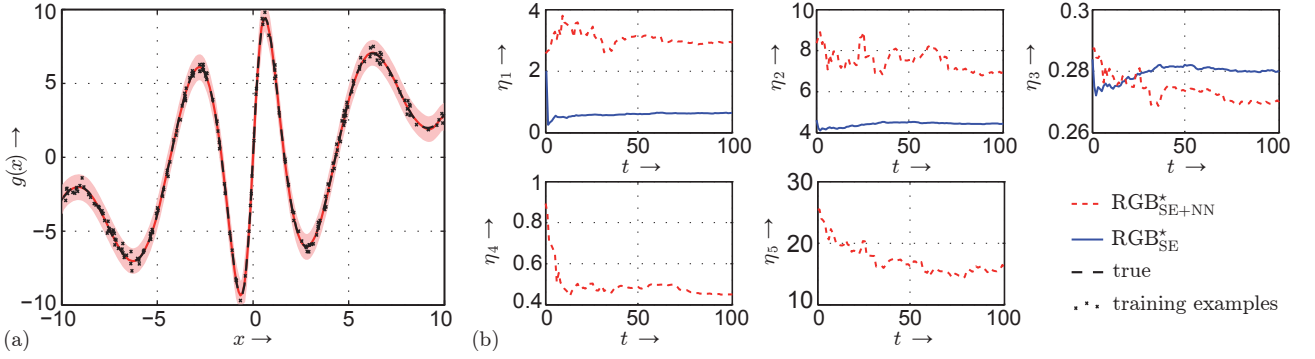 10
5
0
−5
−10
g(x) →
−10
−5
0
5
10
x →
(a)
4
2
0
η₁ →
0
50
100
t →
10
8
6
4
η₂ →
0
50
100
t →
0.3
0.28
0.26
η₃ →
0
50
100
t →
1
0.8
0.6
0.4
η₄ →
0
50
100
t →
30
20
10
η₅ →
0
50
100
t →
(b)
RGB⋆SE+NN
RGB⋆SE
true
training examples